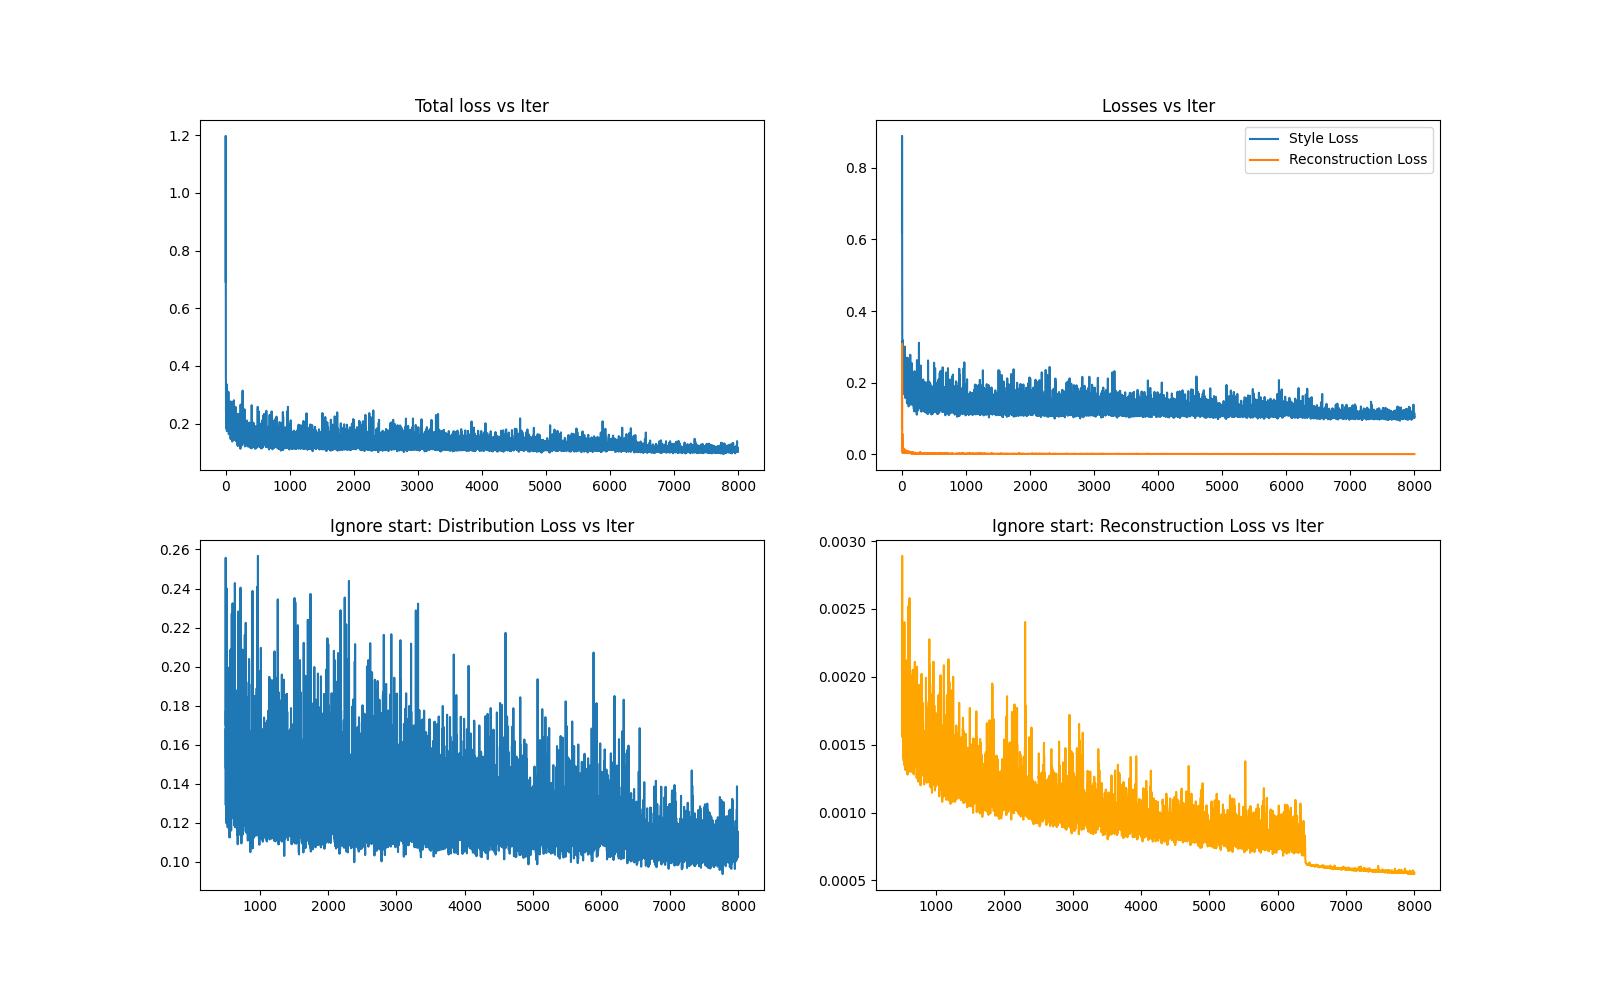 Total loss vs Iter
1.2
1.0
0.8
0.6
0.4
0.2
0 1000 2000 3000 4000 5000 6000 7000 8000
Losses vs Iter
Style Loss
Reconstruction Loss
0.8
0.6
0.4
0.2
0.0
0 1000 2000 3000 4000 5000 6000 7000 8000
Ignore start: Distribution Loss vs Iter
0.26
0.24
0.22
0.20
0.18
0.16
0.14
0.12
0.10
1000 2000 3000 4000 5000 6000 7000 8000
Ignore start: Reconstruction Loss vs Iter
0.0030
0.0025
0.0020
0.0015
0.0010
0.0005
1000 2000 3000 4000 5000 6000 7000 8000